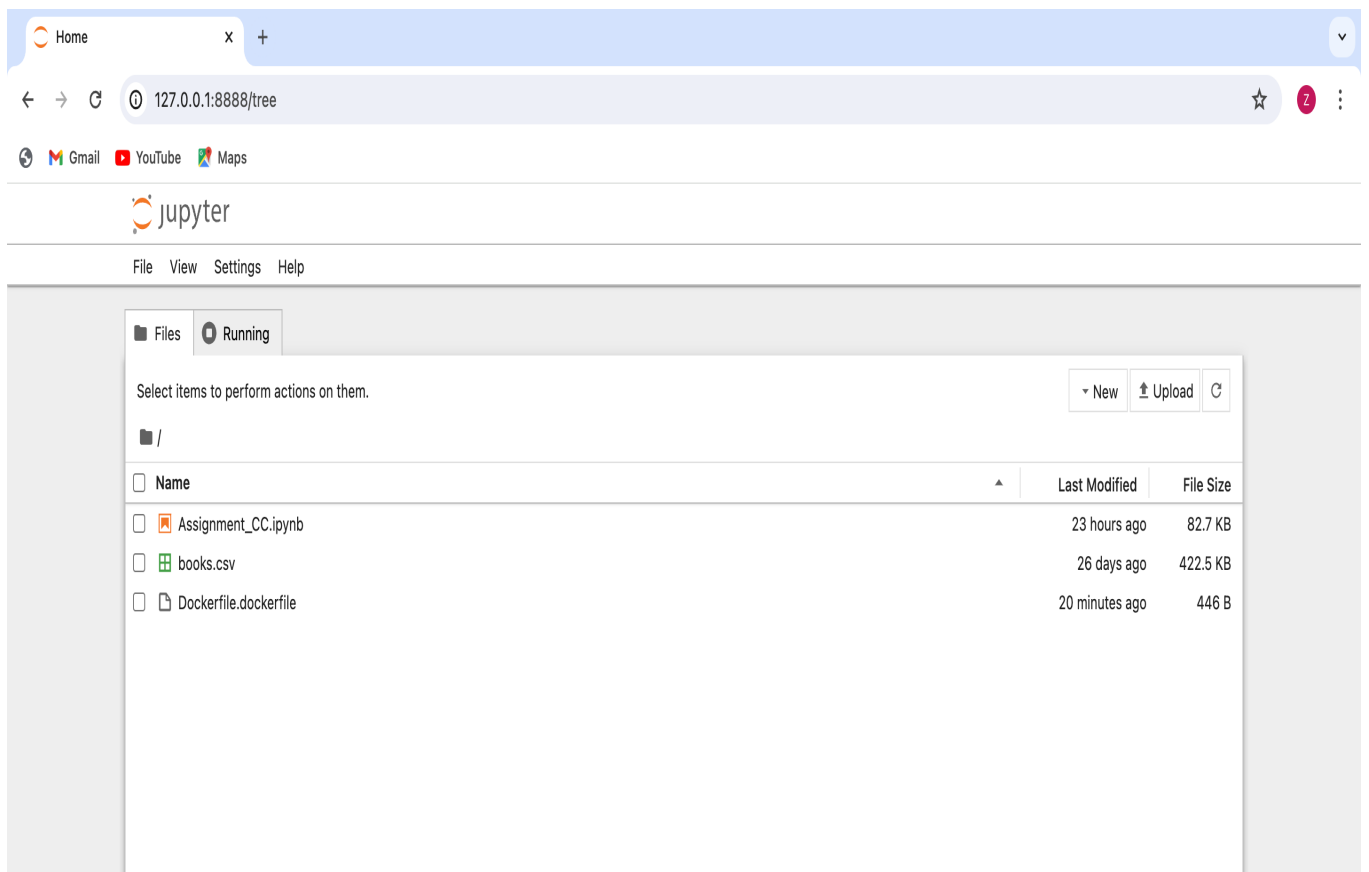 Home
127.0.0.1:8888/tree
Z
Gmail YouTube Maps
jupyter
File View Settings Help
Files Running
Select items to perform actions on them. New Upload
/
Name Last Modified File Size
Assignment_CC.ipynb 23 hours ago 82.7 KB
books.csv 26 days ago 422.5 KB
Dockerfile.dockerfile 20 minutes ago 446 B